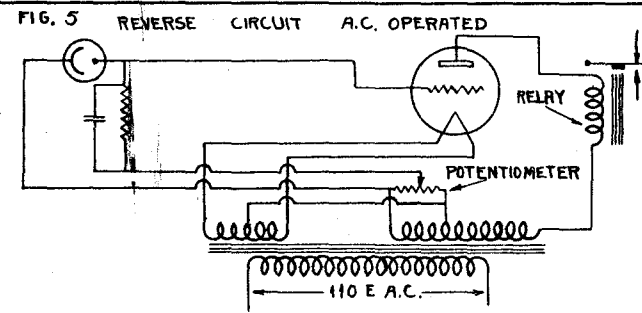 FIG. 5 REVERSE CIRCUIT A.C. OPERATED
RELAY
POTENTIOMETER
110 E A.C.